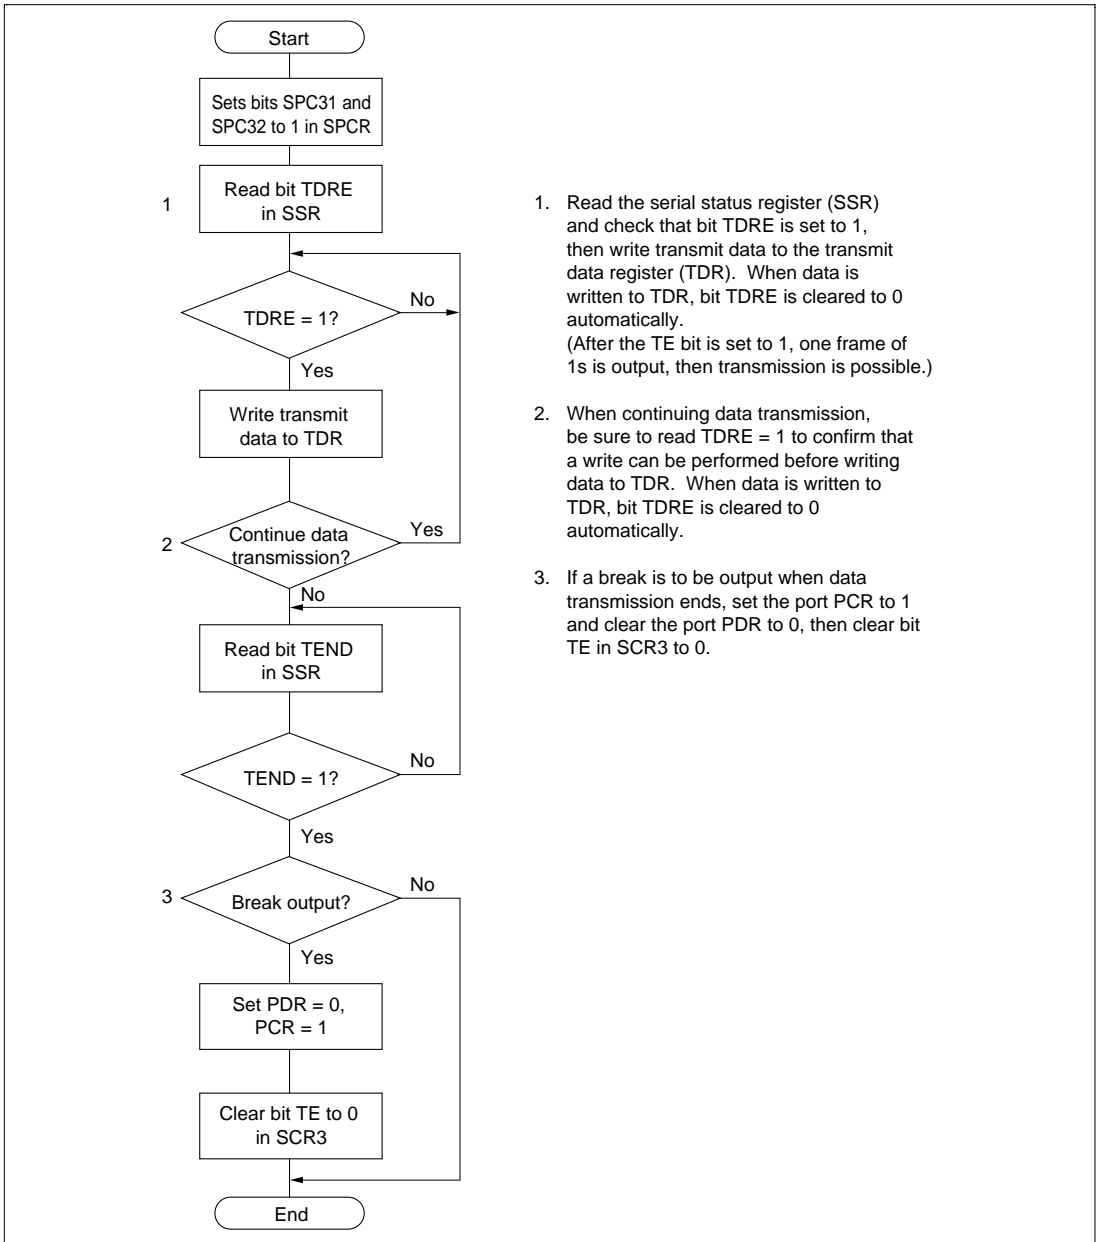 Start
Sets bits SPC31 and
SPC32 to 1 in SPCR
1
Read bit TDRE
in SSR
No
TDRE = 1?
Yes
Write transmit
data to TDR
2
Continue data
transmission?
Yes
No
Read bit TEND
in SSR
No
TEND = 1?
Yes
3
No
Break output?
Yes
Set PDR = 0,
PCR = 1
Clear bit TE to 0
in SCR3
End
1. Read the serial status register (SSR)
and check that bit TDRE is set to 1,
then write transmit data to the transmit
data register (TDR). When data is
written to TDR, bit TDRE is cleared to 0
automatically.
(After the TE bit is set to 1, one frame of
1s is output, then transmission is possible.)
2. When continuing data transmission,
be sure to read TDRE = 1 to confirm that
a write can be performed before writing
data to TDR. When data is written to
TDR, bit TDRE is cleared to 0
automatically.
3. If a break is to be output when data
transmission ends, set the port PCR to 1
and clear the port PDR to 0, then clear bit
TE in SCR3 to 0.